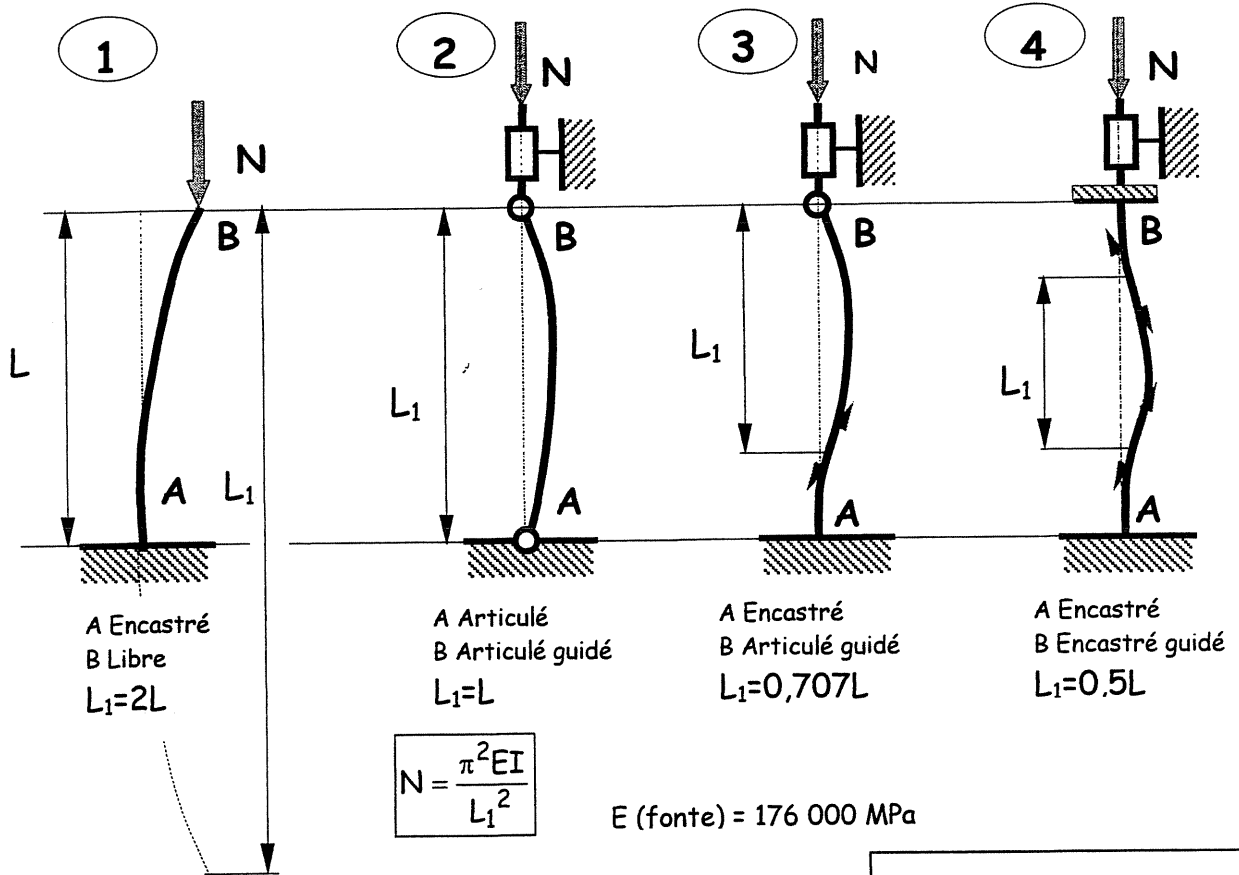 1
2
3
4
N
N
N
N
B
B
B
B
L
L₁
L₁
L₁
L₁
A
A
A
A
A Encastré
B Libre
L₁=2L
A Articulé
B Articulé guidé
L₁=L
A Encastré
B Articulé guidé
L₁=0,707L
A Encastré
B Encastré guidé
L₁=0,5L
N = π²EI / L₁²
E (fonte) = 176 000 MPa